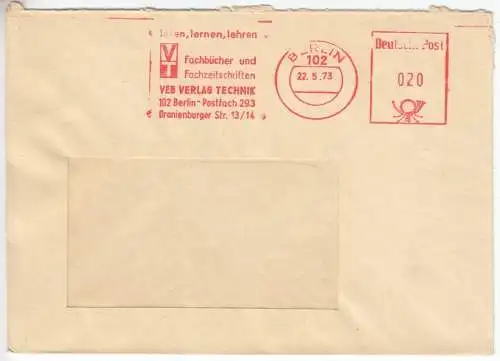 lesen, lernen, lehren
VT
Fachbücher und
Fachzeitschriften
VEB VERLAG TECHNIK
102 Berlin - Postfach 293
Oranienburger Str. 13/14
BERLIN
102
22.5.73
Deutsche Post
020